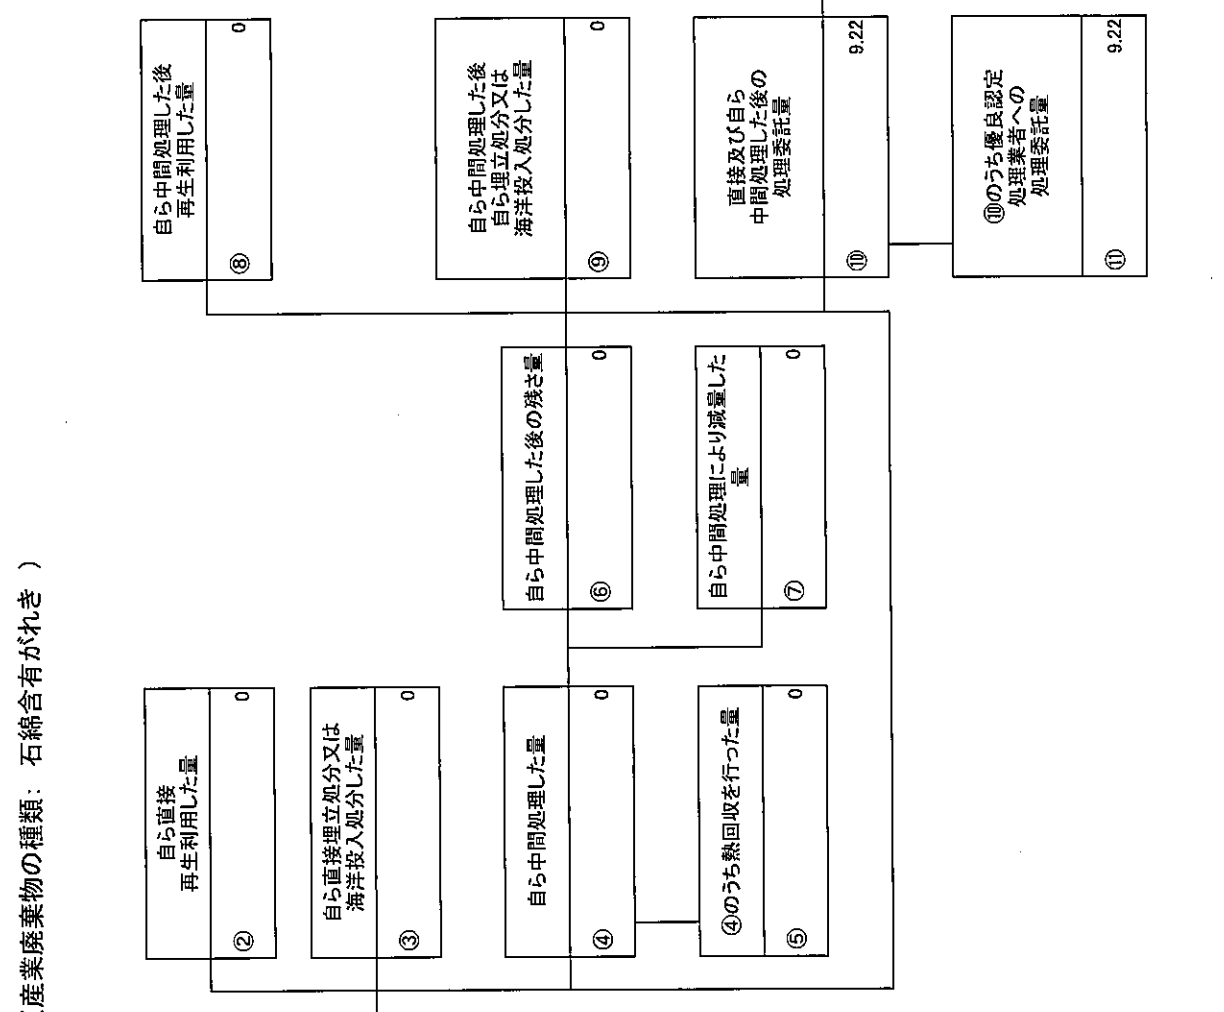 産業廃棄物の種類： 石綿含有がれき ）
自ら直接
再生利用した量
②
0
自ら直接埋立処分又は
海洋投入処分した量
③
0
自ら中間処理した量
④
0
④のうち熱回収を行った量
⑤
0
自ら中間処理した後の残さ量
⑥
0
自ら中間処理により減量した
量
⑦
0
自ら中間処理した後
再生利用した量
⑧
0
自ら中間処理した後
自ら埋立処分又は
海洋投入処分した量
⑨
0
直接及び自ら
中間処理した後の
処理委託量
⑩
9.22
⑩のうち優良認定
処理業者への
処理委託量
⑪
9.22